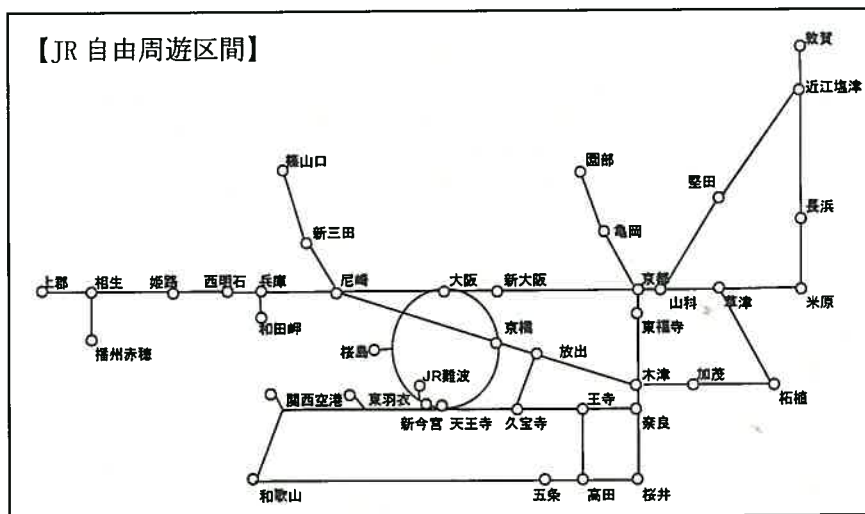 【JR 自由周遊区間】
敦賀
近江塩津
篠山口
園部
堅田
長浜
新三田
亀岡
上郡
相生
姫路
西明石
兵庫
尼崎
大阪
新大阪
京都
山科
草津
米原
和田岬
東福寺
播州赤穂
桜島
京橋
放出
JR難波
木津
加茂
柘植
関西空港
東羽衣
新今宮
天王寺
久宝寺
王寺
奈良
和歌山
五条
高田
桜井